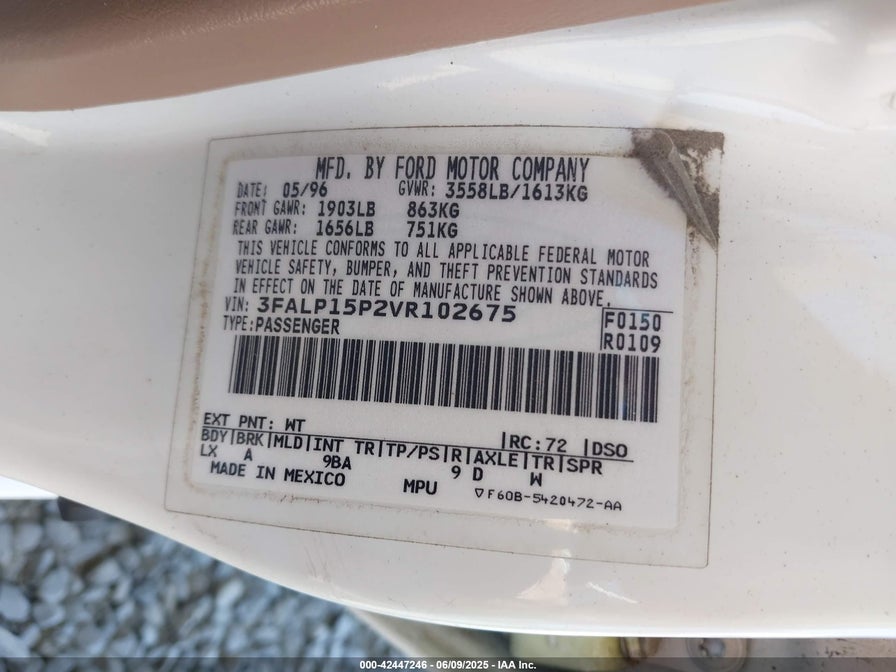 MFD. BY FORD MOTOR COMPANY
DATE: 05/96 GVWR: 3558LB/1613KG
FRONT GAWR: 1903LB 863KG
REAR GAWR: 1656LB 751KG
THIS VEHICLE CONFORMS TO ALL APPLICABLE FEDERAL MOTOR
VEHICLE SAFETY, BUMPER, AND THEFT PREVENTION STANDARDS
IN EFFECT ON THE DATE OF MANUFACTURE SHOWN ABOVE.
VIN: 3FALP15P2VR102675 F0150
TYPE: PASSENGER R0109
EXT PNT: WT RC: 72 DSO
BDY|BRK|MLD|INT TR|TP/PS|R|AXLE|TR|SPR
LX A 9BA 9 D W
MADE IN MEXICO MPU ▽F60B-5420472-AA
000-42447246 - 06/09/2025 - IAA Inc.